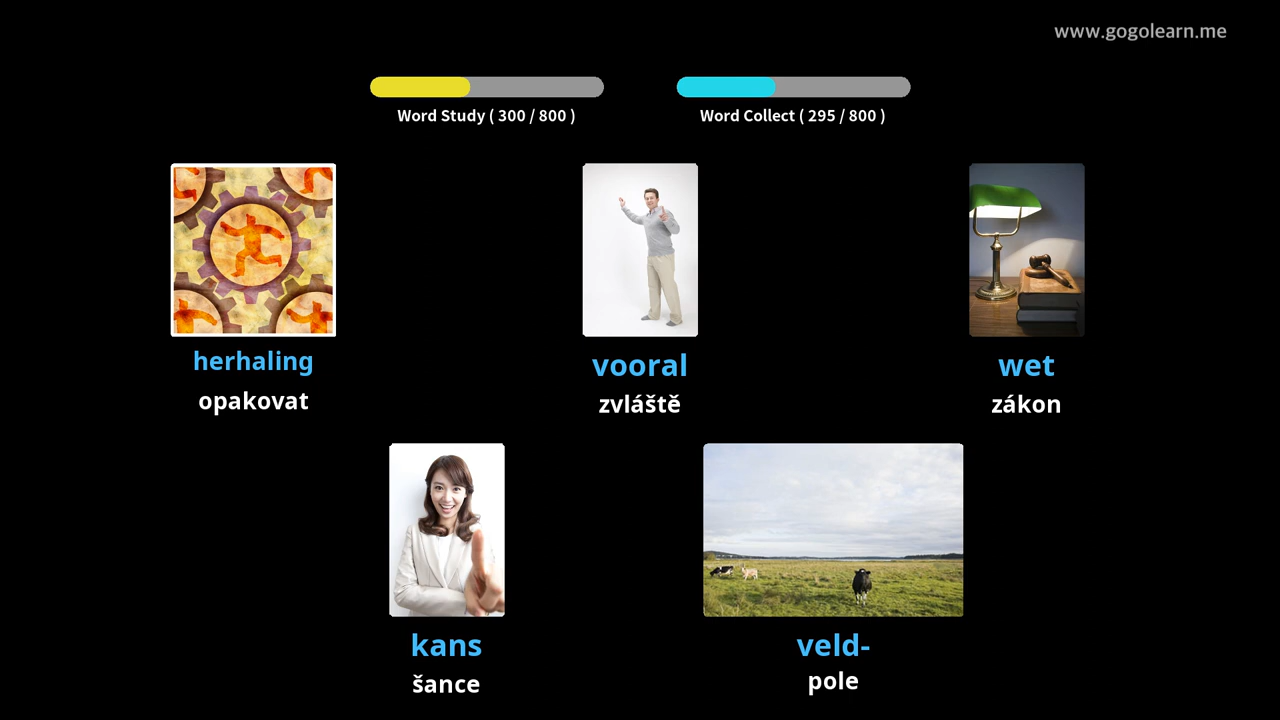 www.gogolearn.me
Word Study ( 300 / 800 )
Word Collect ( 295 / 800 )
herhaling
opakovat
vooral
zvláště
wet
zákon
kans
šance
veld-
pole